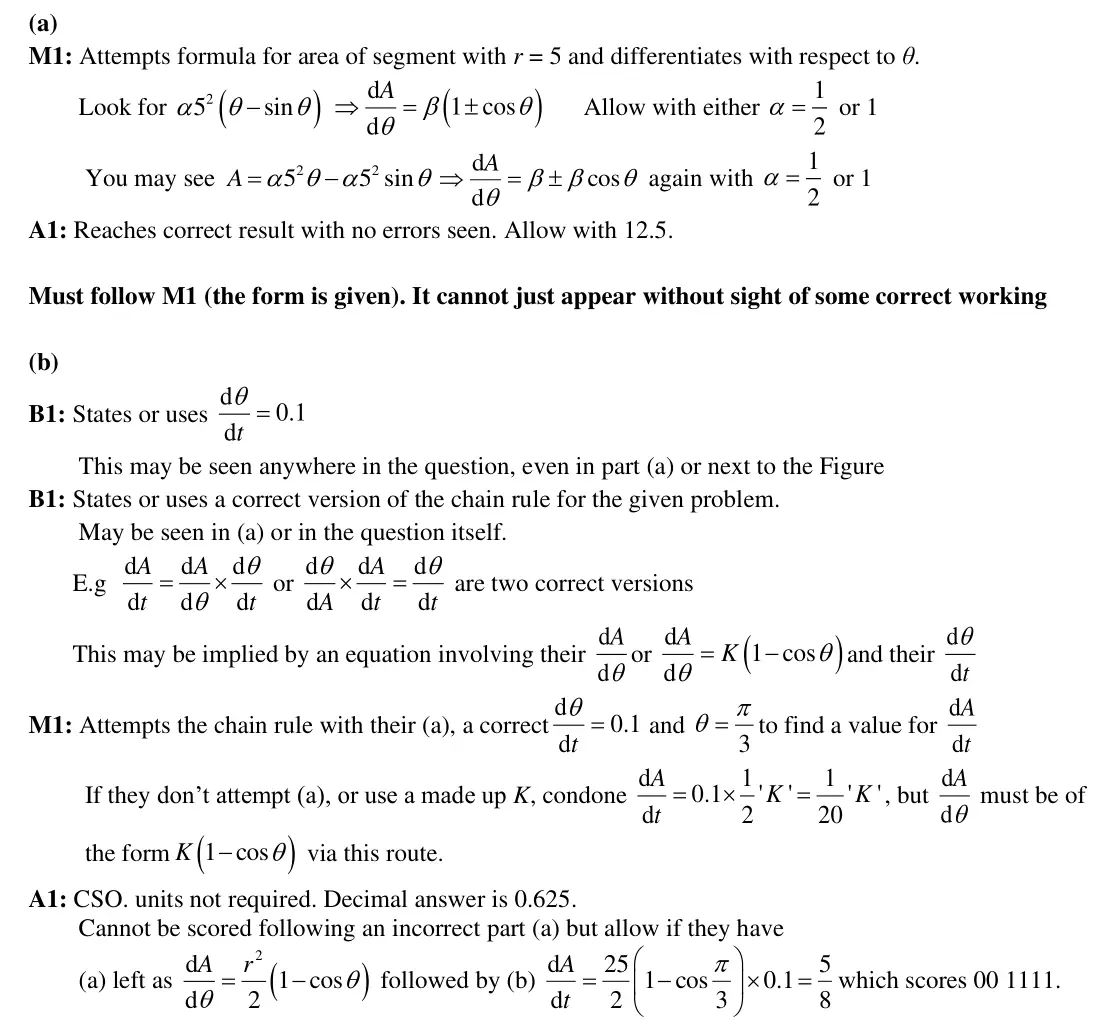 (a)
M1: Attempts formula for area of segment with r = 5 and differentiates with respect to θ.
Look for α5²(θ − sin θ) ⇒ dA/dθ = β(1 ± cos θ) Allow with either α = 1/2 or 1
You may see A = α5²θ − α5² sin θ ⇒ dA/dθ = β ± β cos θ again with α = 1/2 or 1
A1: Reaches correct result with no errors seen. Allow with 12.5.
Must follow M1 (the form is given). It cannot just appear without sight of some correct working
(b)
B1: States or uses dθ/dt = 0.1
This may be seen anywhere in the question, even in part (a) or next to the Figure
B1: States or uses a correct version of the chain rule for the given problem.
May be seen in (a) or in the question itself.
E.g dA/dt = dA/dθ × dθ/dt or dθ/dA × dA/dt = dθ/dt are two correct versions
This may be implied by an equation involving their dA/dθ or dA/dθ = K(1 − cos θ) and their dθ/dt
M1: Attempts the chain rule with their (a), a correct dθ/dt = 0.1 and θ = π/3 to find a value for dA/dt
If they don't attempt (a), or use a made up K, condone dA/dt = 0.1 × 1/2 'K' = 1/20 'K', but dA/dθ must be of
the form K(1 − cos θ) via this route.
A1: CSO. units not required. Decimal answer is 0.625.
Cannot be scored following an incorrect part (a) but allow if they have
(a) left as dA/dθ = r²/2 (1 − cos θ) followed by (b) dA/dt = 25/2 (1 − cos π/3) × 0.1 = 5/8 which scores 00 1111.